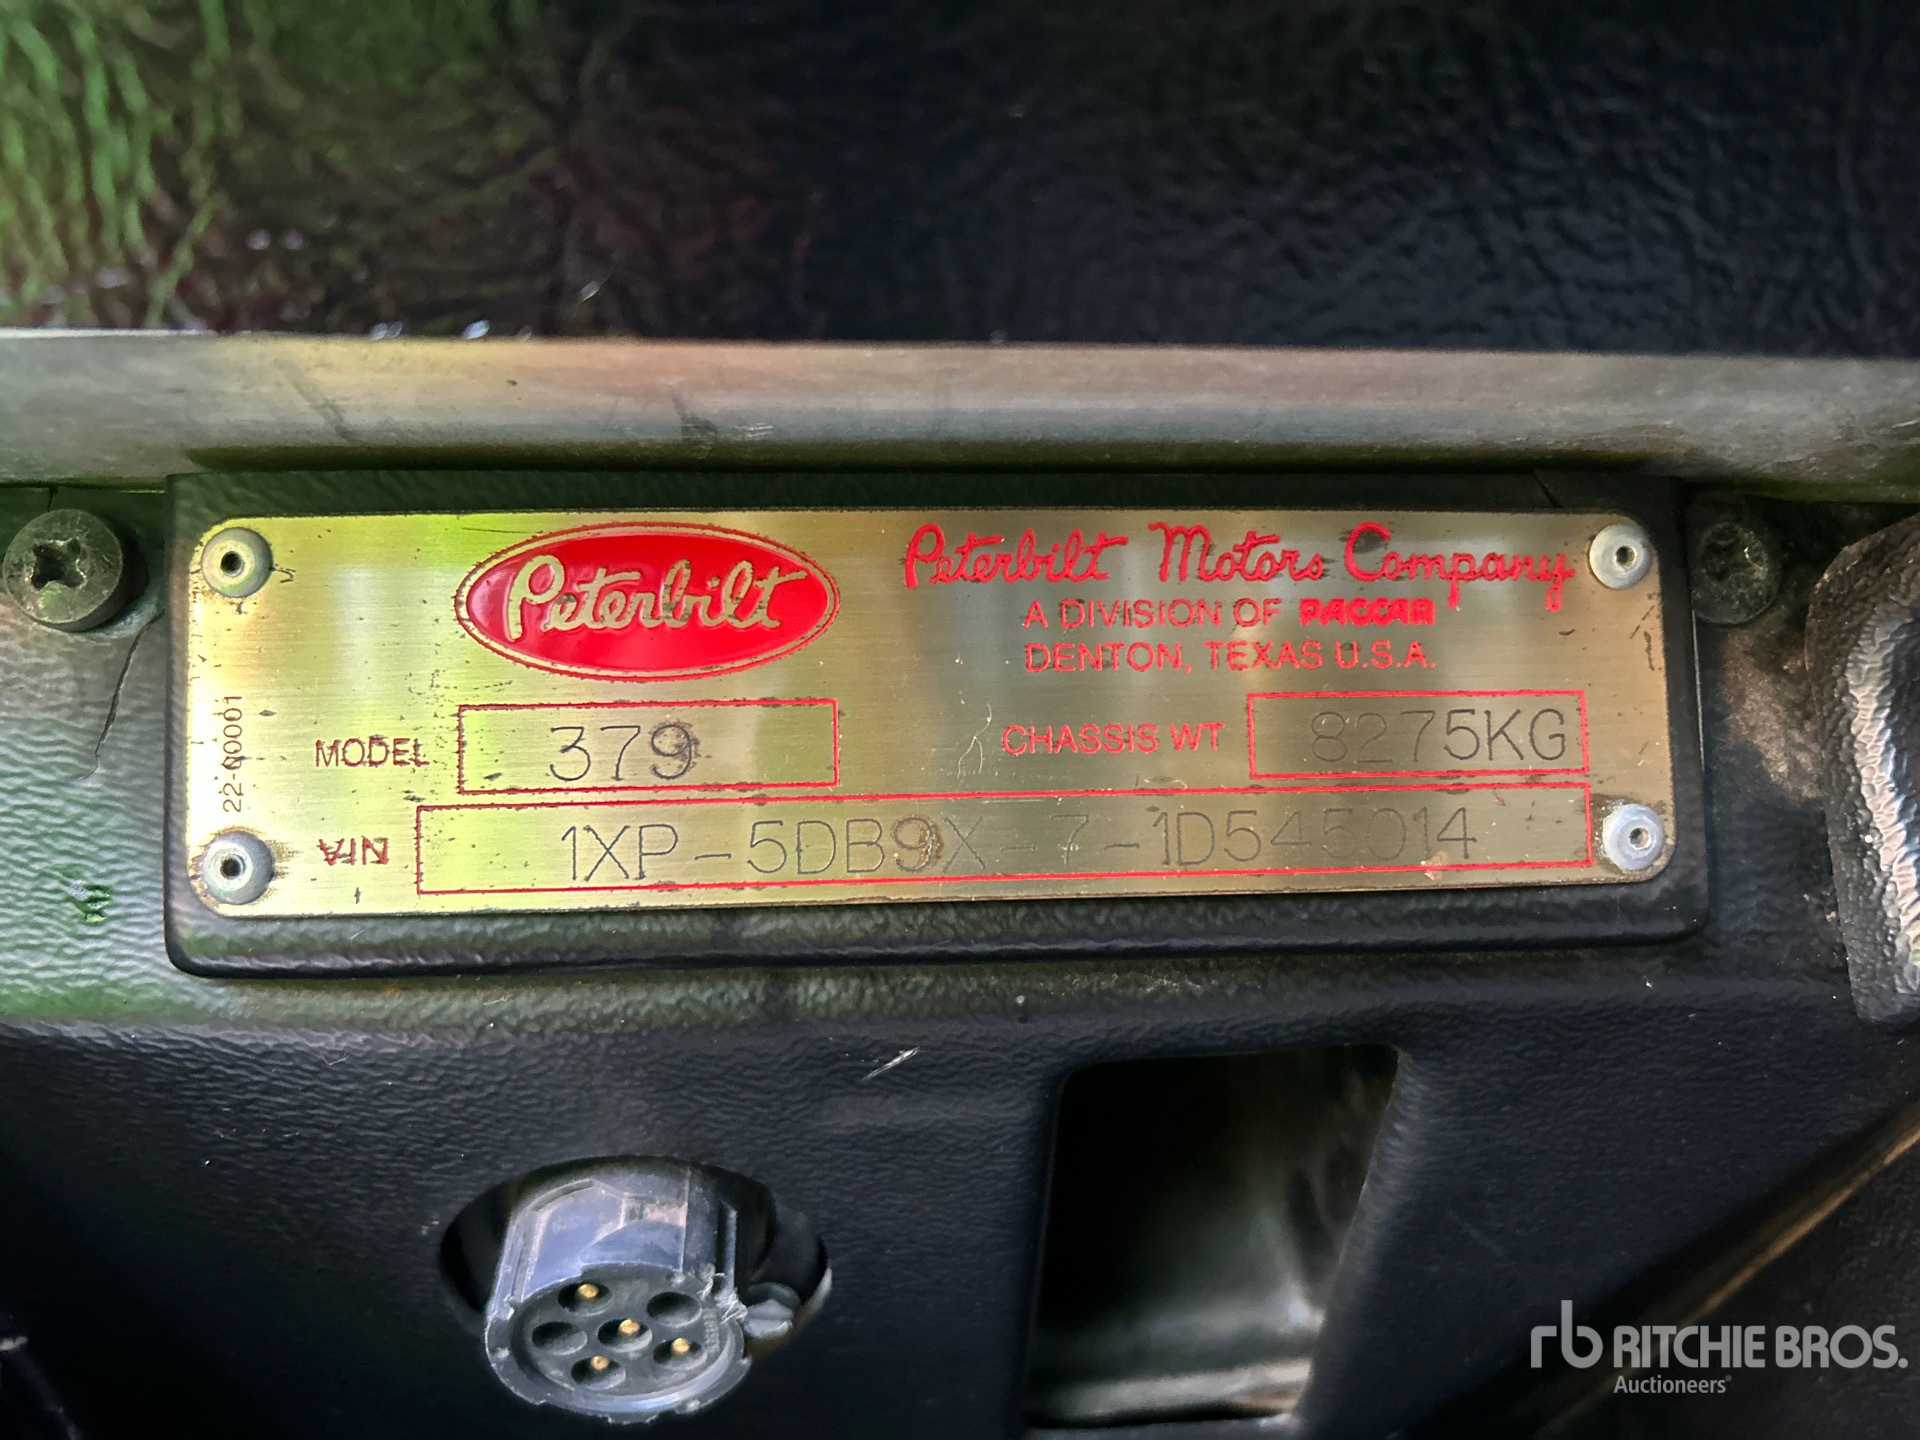 Peterbilt
Peterbilt Motors Company
A DIVISION OF PACCAR
DENTON, TEXAS U.S.A.
22-00001
MODEL 379
CHASSIS WT 8275KG
VIN 1XP-5DB9X-7-1D545014
rb RITCHIE BROS.
Auctioneers®